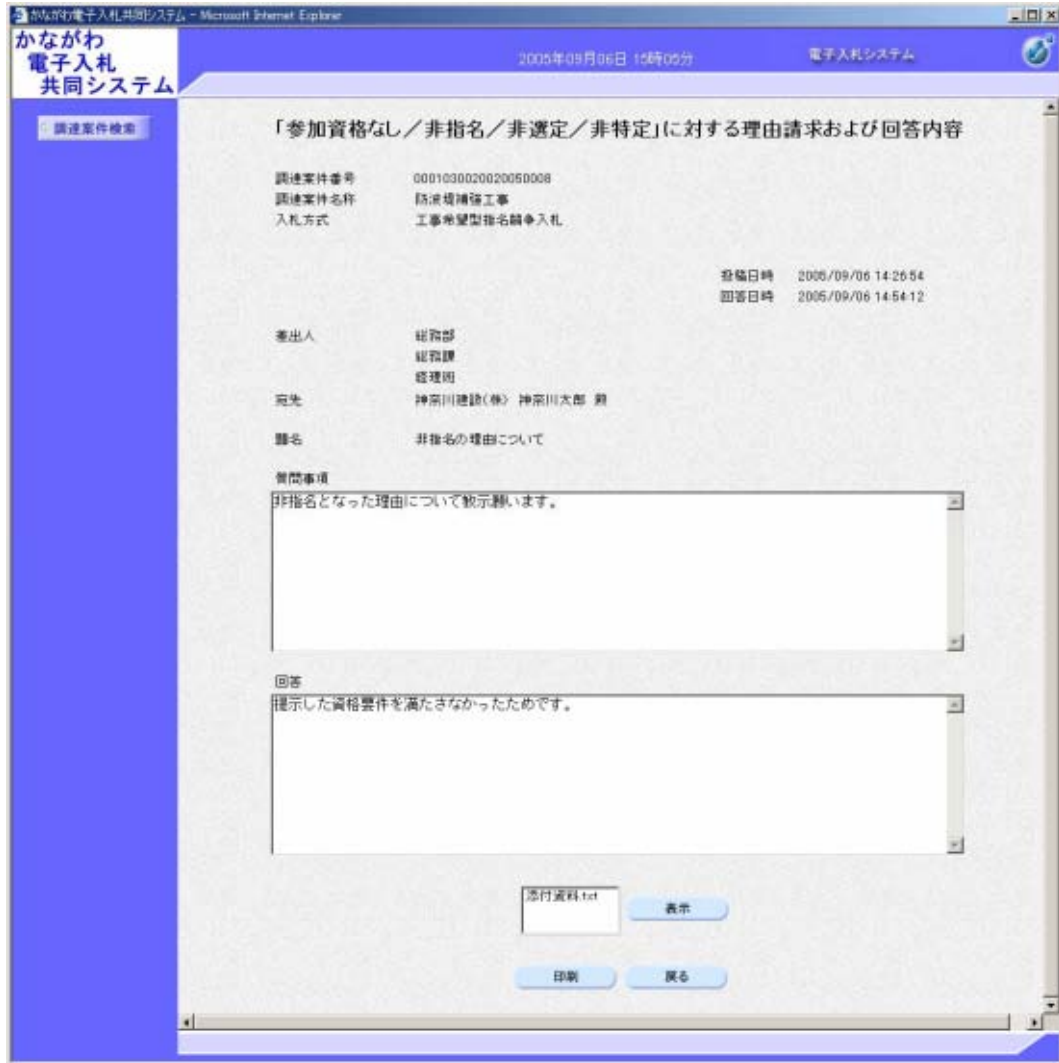 かながわ電子入札共同システム - Microsoft Internet Explorer
かながわ
電子入札
共同システム
2005年09月06日 15時05分
電子入札システム
調達案件検索
「参加資格なし／非指名／非選定／非特定」に対する理由請求および回答内容
調達案件番号 0001030020020050008
調達案件名称 防波堤補強工事
入札方式 工事希望型指名競争入札
投稿日時 2005/09/06 14:26:54
回答日時 2005/09/06 14:54:12
差出人 総務部
総務課
経理班
宛先 神奈川建設(株) 神奈川太郎 殿
題名 非指名の理由について
質問事項
非指名となった理由について教示願います。
回答
提示した資格要件を満たさなかったためです。
添付資料.txt
表示
印刷 戻る